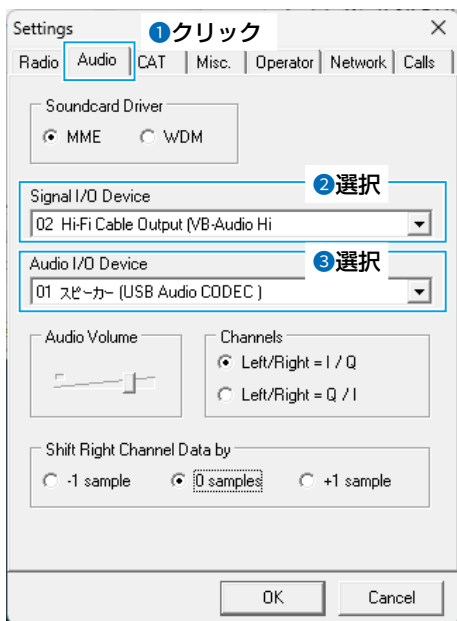 Settings
❶クリック
Radio Audio CAT Misc. Operator Network Calls
Soundcard Driver
MME WDM
Signal I/O Device
❷選択
02 Hi-Fi Cable Output (VB-Audio Hi
Audio I/O Device
❸選択
01 スピーカー (USB Audio CODEC )
Audio Volume
Channels
Left/Right = I / Q
Left/Right = Q / I
Shift Right Channel Data by
-1 sample 0 samples +1 sample
OK Cancel